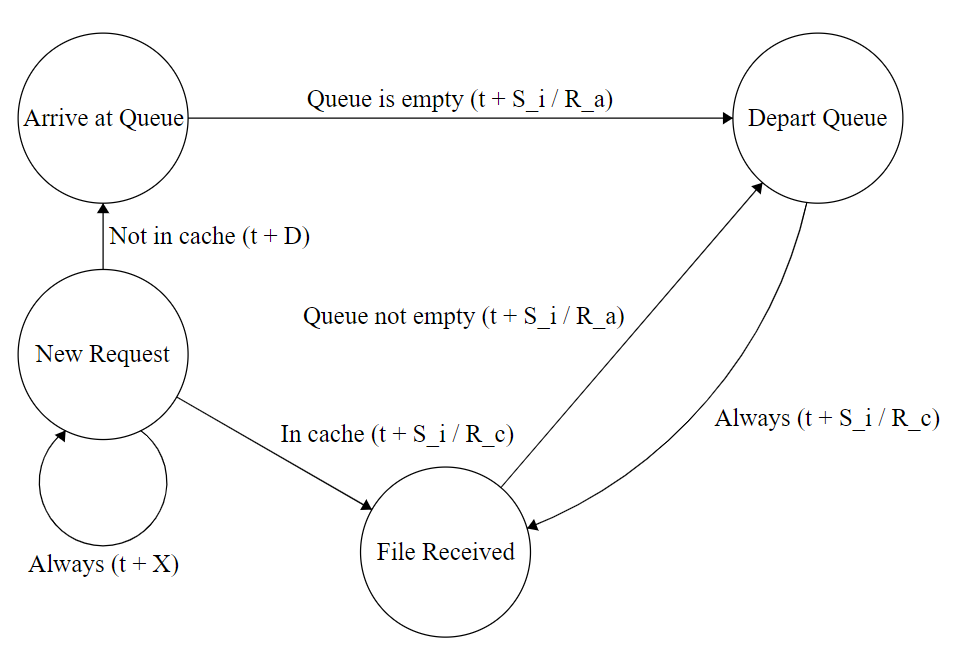 Queue is empty (t + S_i / R_a)
Arrive at Queue
Depart Queue
Not in cache (t + D)
Queue not empty (t + S_i / R_a)
New Request
Always (t + S_i / R_c)
In cache (t + S_i / R_c)
File Received
Always (t + X)